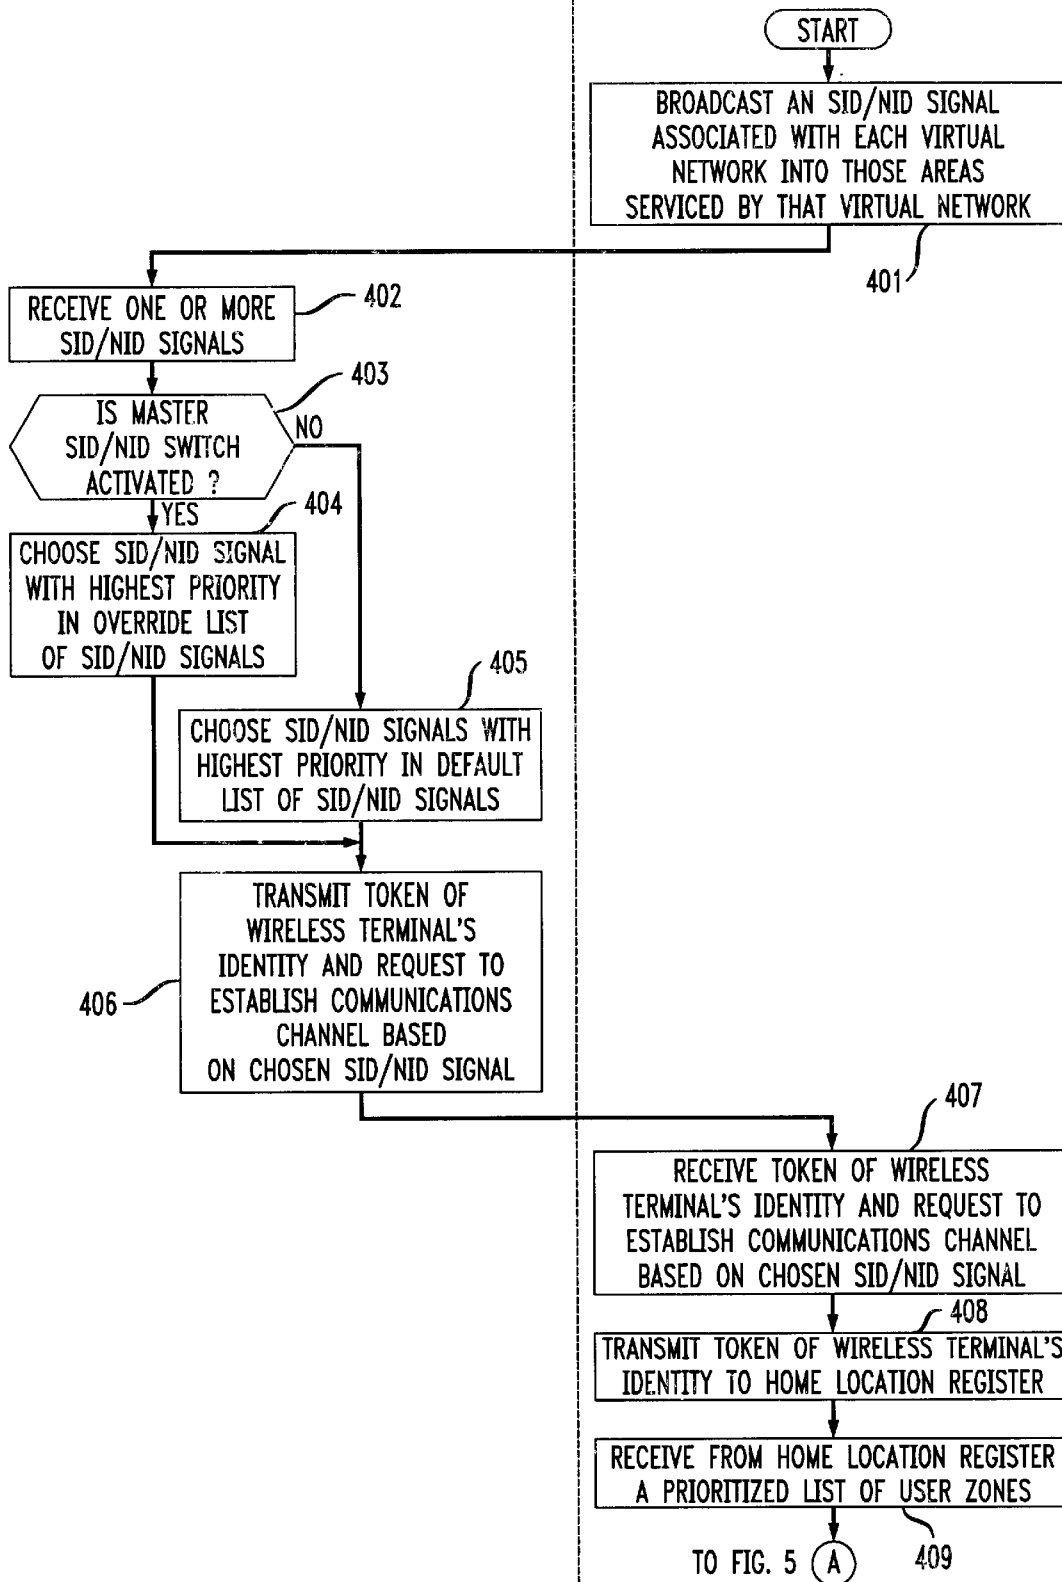 START
BROADCAST AN SID/NID SIGNAL
ASSOCIATED WITH EACH VIRTUAL
NETWORK INTO THOSE AREAS
SERVICED BY THAT VIRTUAL NETWORK
401
RECEIVE ONE OR MORE
SID/NID SIGNALS
402
IS MASTER
SID/NID SWITCH
ACTIVATED ?
403
NO
YES
404
CHOOSE SID/NID SIGNAL
WITH HIGHEST PRIORITY
IN OVERRIDE LIST
OF SID/NID SIGNALS
405
CHOOSE SID/NID SIGNALS WITH
HIGHEST PRIORITY IN DEFAULT
LIST OF SID/NID SIGNALS
TRANSMIT TOKEN OF
WIRELESS TERMINAL'S
IDENTITY AND REQUEST TO
ESTABLISH COMMUNICATIONS
CHANNEL BASED
ON CHOSEN SID/NID SIGNAL
406
407
RECEIVE TOKEN OF WIRELESS
TERMINAL'S IDENTITY AND REQUEST TO
ESTABLISH COMMUNICATIONS CHANNEL
BASED ON CHOSEN SID/NID SIGNAL
408
TRANSMIT TOKEN OF WIRELESS TERMINAL'S
IDENTITY TO HOME LOCATION REGISTER
RECEIVE FROM HOME LOCATION REGISTER
A PRIORITIZED LIST OF USER ZONES
409
TO FIG. 5 A